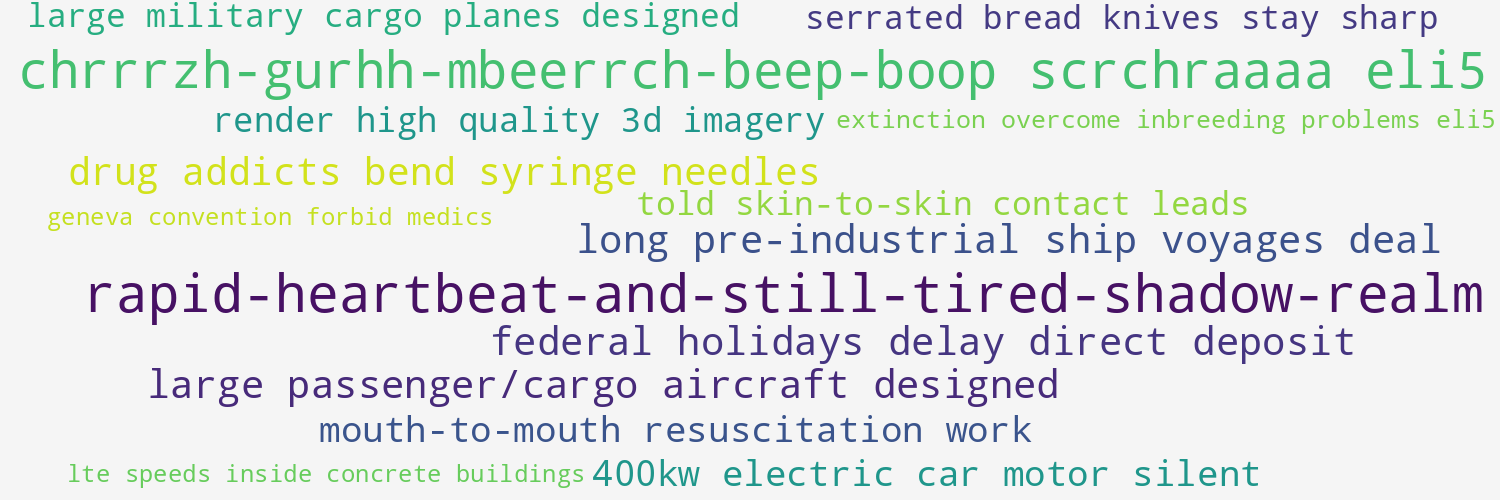 large military cargo planes designed
serrated bread knives stay sharp
chrrrzh-gurhh-mbeerrch-beep-boop scrchraaaa eli5
render high quality 3d imagery
extinction overcome inbreeding problems eli5
drug addicts bend syringe needles
told skin-to-skin contact leads
geneva convention forbid medics
long pre-industrial ship voyages deal
rapid-heartbeat-and-still-tired-shadow-realm
federal holidays delay direct deposit
large passenger/cargo aircraft designed
mouth-to-mouth resuscitation work
lte speeds inside concrete buildings
400kw electric car motor silent